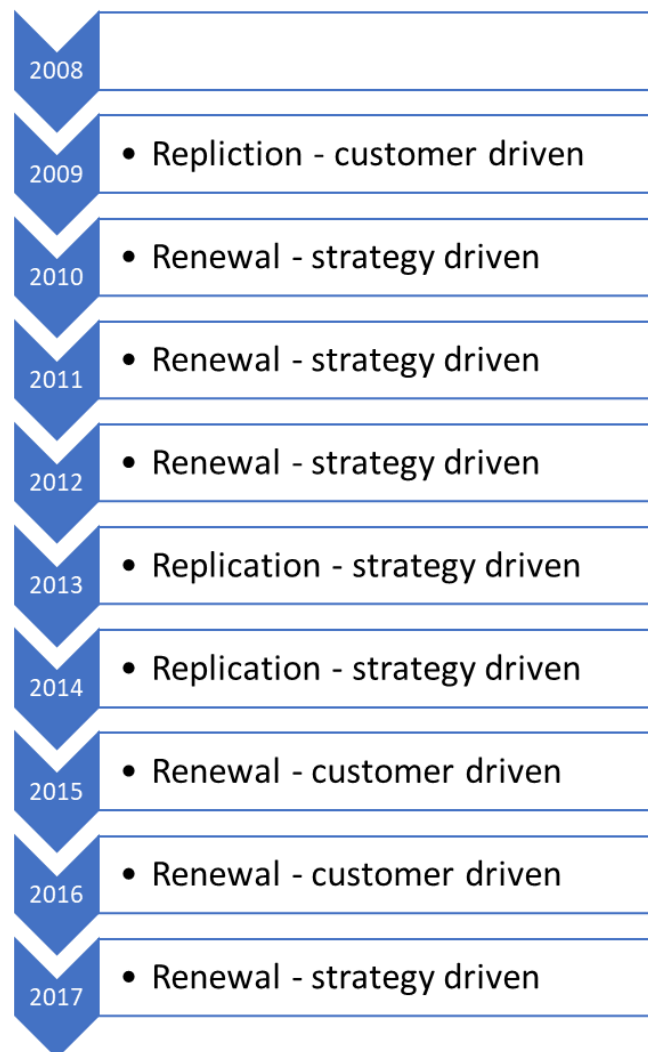 2008
2009
• Repliction - customer driven
2010
• Renewal - strategy driven
2011
• Renewal - strategy driven
2012
• Renewal - strategy driven
2013
• Replication - strategy driven
2014
• Replication - strategy driven
2015
• Renewal - customer driven
2016
• Renewal - customer driven
2017
• Renewal - strategy driven